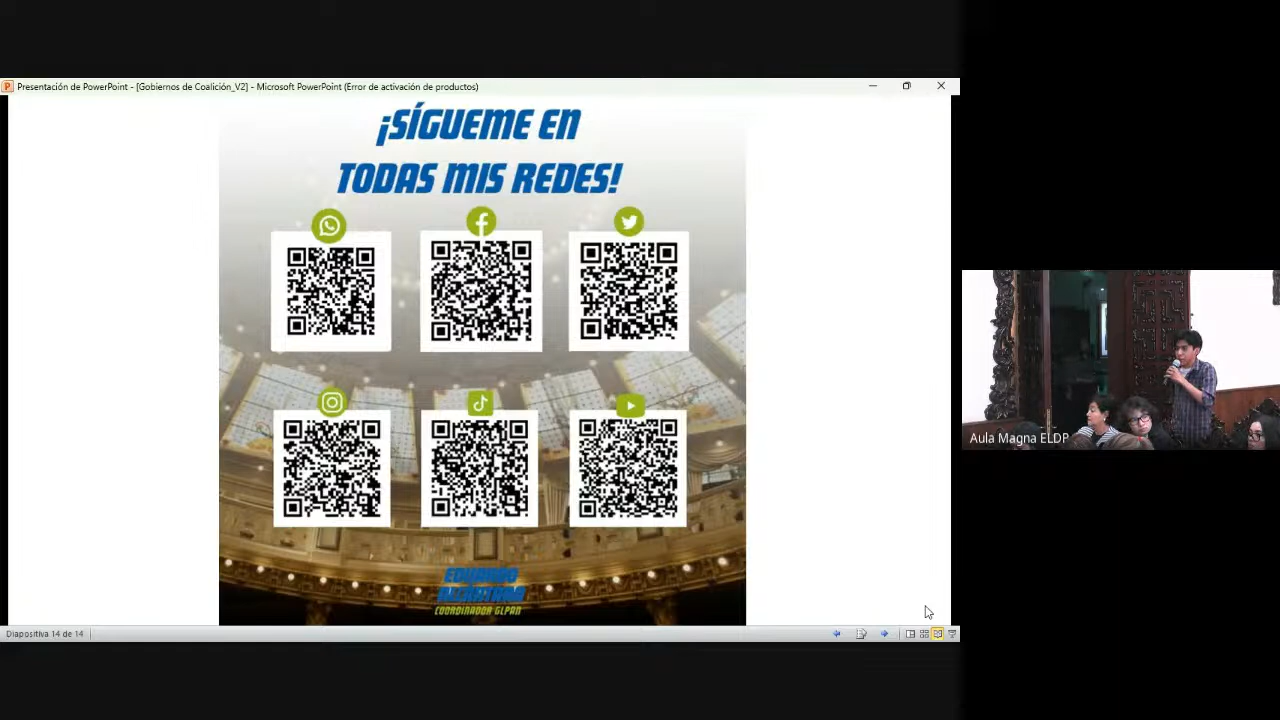 Presentación de PowerPoint - [Gobiernos de Coalición_V2] - Microsoft PowerPoint (Error de activación de productos)
¡SÍGUEME EN
TODAS MIS REDES!
EDUARDO
ALCÁNTARA
COORDINADOR GLPAN
Aula Magna ELDP
Diapositiva 14 de 14